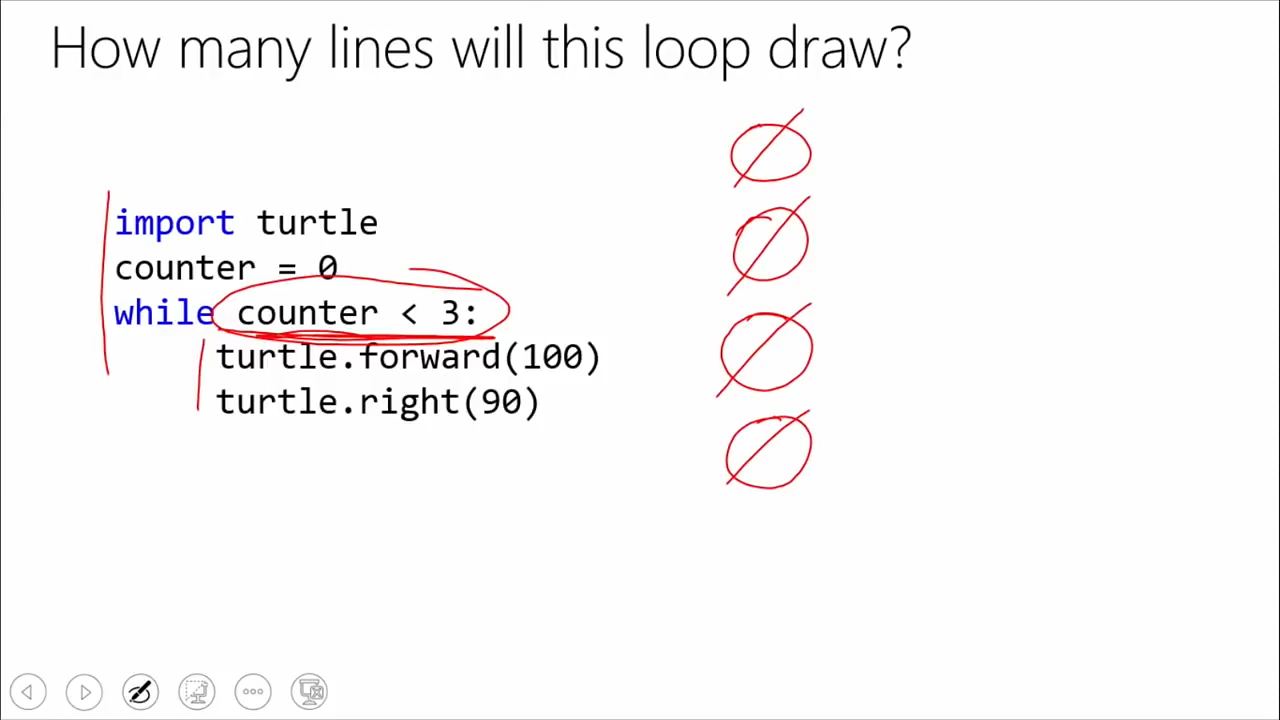 How many lines will this loop draw?
import turtle
counter = 0
while counter < 3:
turtle.forward(100)
turtle.right(90)
Ø
Ø
Ø
Ø